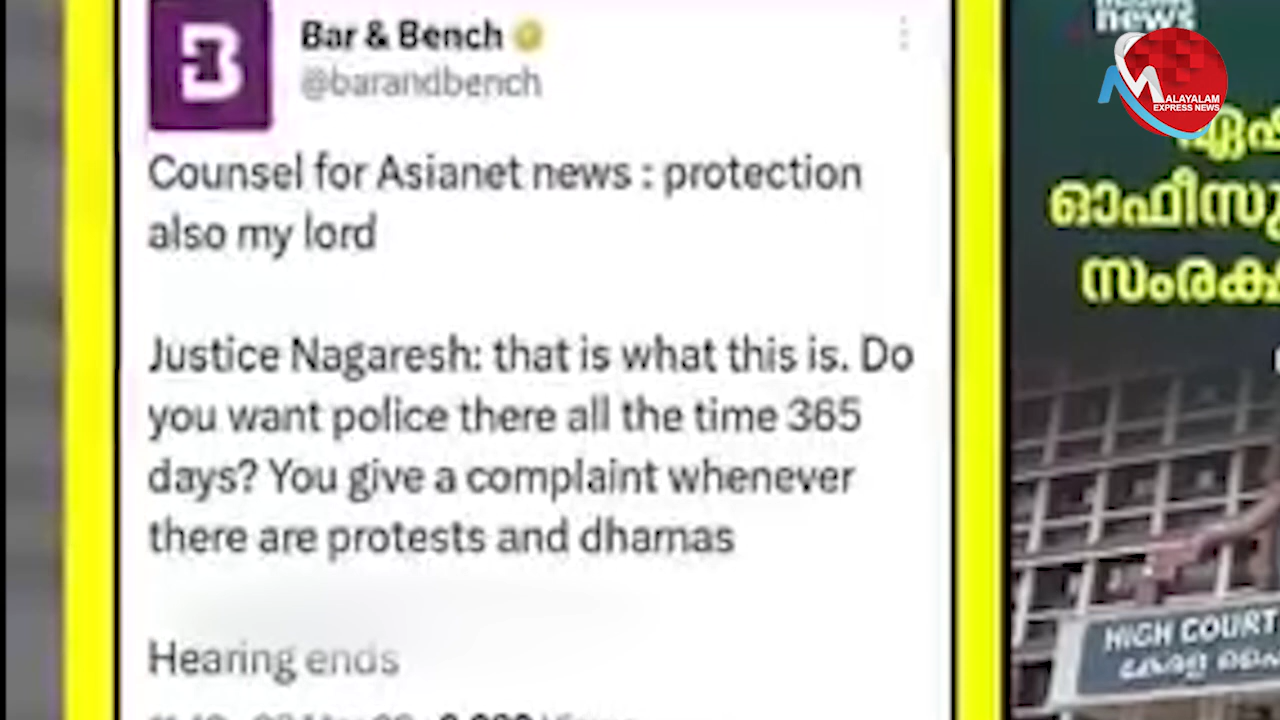 Bar & Bench
@barandbench
Counsel for Asianet news : protection
also my lord
Justice Nagaresh: that is what this is. Do
you want police there all the time 365
days? You give a complaint whenever
there are protests and dharnas
Hearing ends
news
MALAYALAM
EXPRESS NEWS
ഓഫീസു
സംരക്ഷ
HIGH COURT